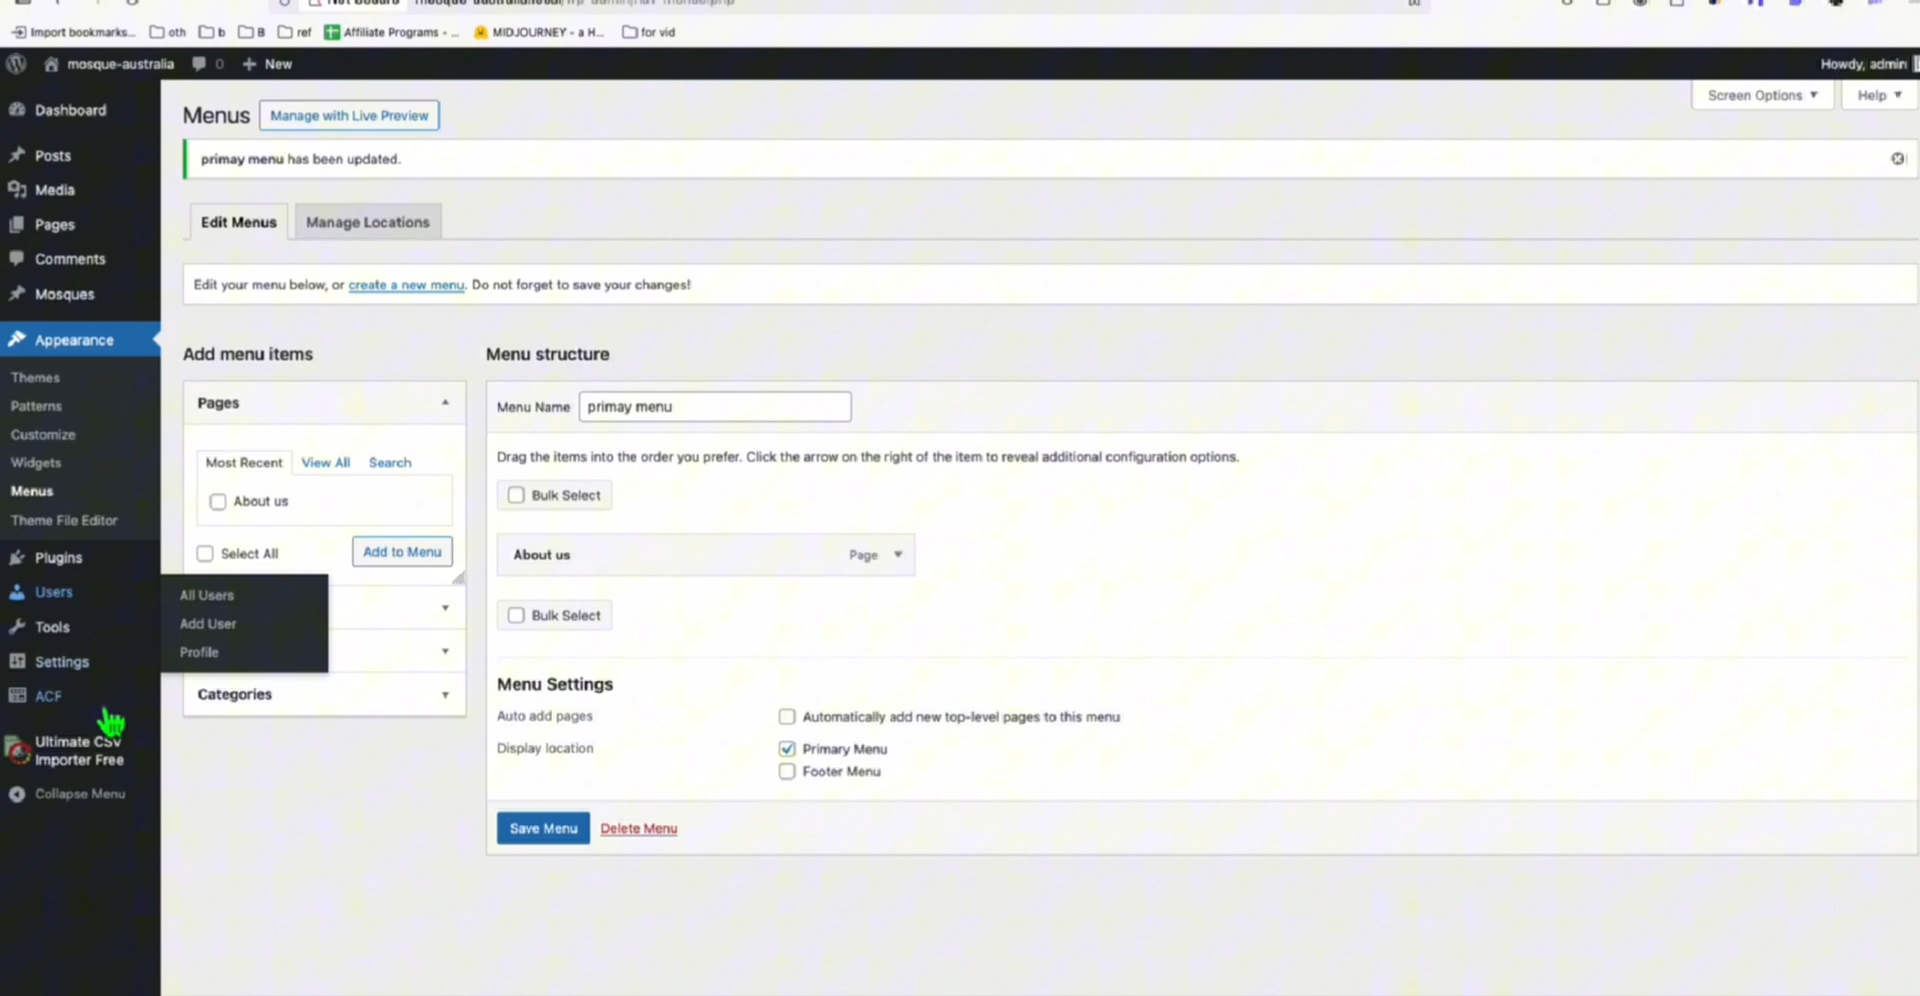 Import bookmarks... oth b B ref Affiliate Programs - ... MIDJOURNEY - a H... for vid
mosque-australia 0 + New Howdy, admin
Screen Options Help
Dashboard
Posts
Media
Pages
Comments
Mosques
Appearance
Themes
Patterns
Customize
Widgets
Menus
Theme File Editor
Plugins
Users
Tools
Settings
ACF
Ultimate CSV
Importer Free
Collapse Menu
All Users
Add User
Profile
Menus Manage with Live Preview
primay menu has been updated.
Edit Menus Manage Locations
Edit your menu below, or create a new menu. Do not forget to save your changes!
Add menu items
Pages
Most Recent View All Search
About us
Select All Add to Menu
Categories
Menu structure
Menu Name primay menu
Drag the items into the order you prefer. Click the arrow on the right of the item to reveal additional configuration options.
Bulk Select
About us Page
Bulk Select
Menu Settings
Auto add pages Automatically add new top-level pages to this menu
Display location Primary Menu
Footer Menu
Save Menu Delete Menu